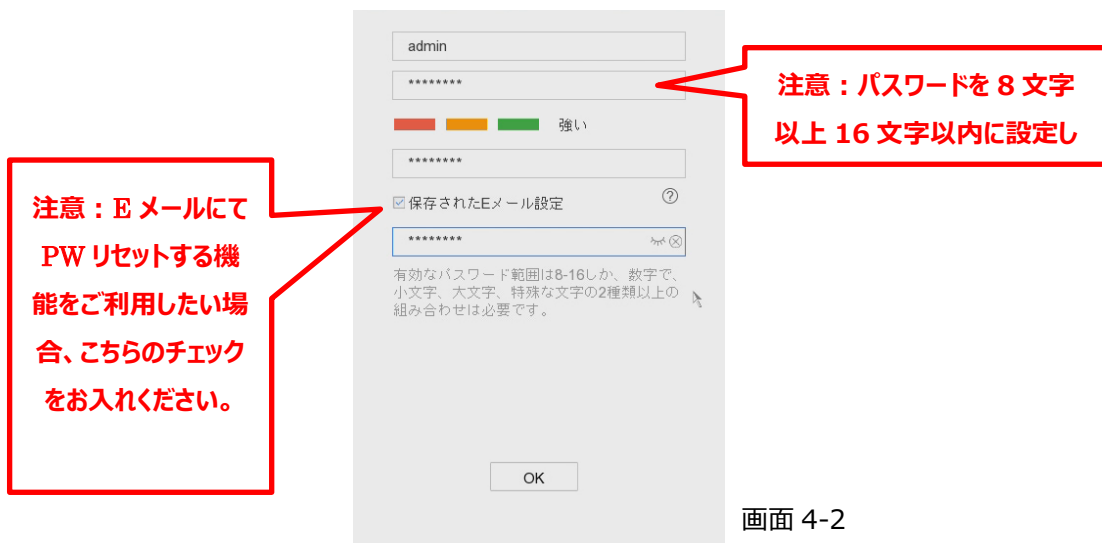 admin
********
強い
********
保存されたEメール設定
********
有効なパスワード範囲は8-16しか、数字で、
小文字、大文字、特殊な文字の2種類以上の
組み合わせは必要です。
OK
注意：パスワードを 8 文字
以上 16 文字以内に設定し
注意：E メールにて
PW リセットする機
能をご利用したい場
合、こちらのチェック
をお入れください。
画面 4-2